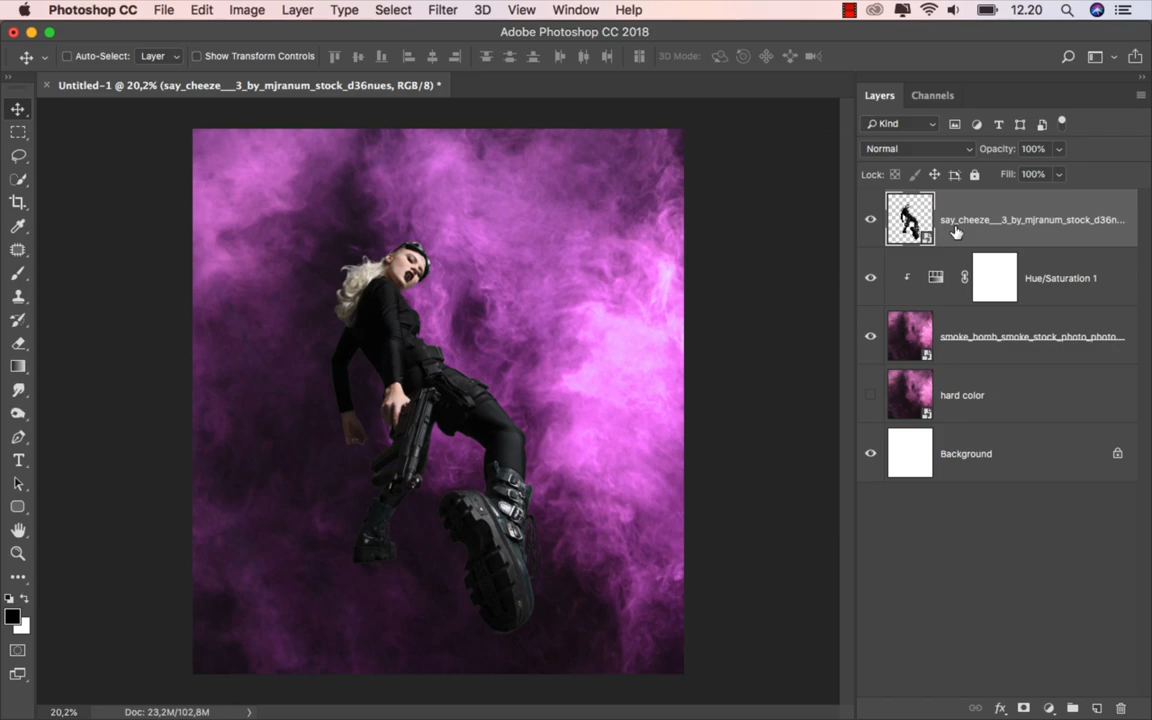 Photoshop CC File Edit Image Layer Type Select Filter 3D View Window Help 12.20
Adobe Photoshop CC 2018
Auto-Select: Layer Show Transform Controls 3D Mode:
× Untitled-1 @ 20,2% (say_cheeze___3_by_mjranum_stock_d36nues, RGB/8) *
Layers Channels
Kind
Normal Opacity: 100%
Lock: Fill: 100%
say_cheeze___3_by_mjranum_stock_d36n...
Hue/Saturation 1
smoke_bomb_smoke_stock_photo_photo...
hard color
Background
20,2% Doc: 23,2M/102,8M
fx